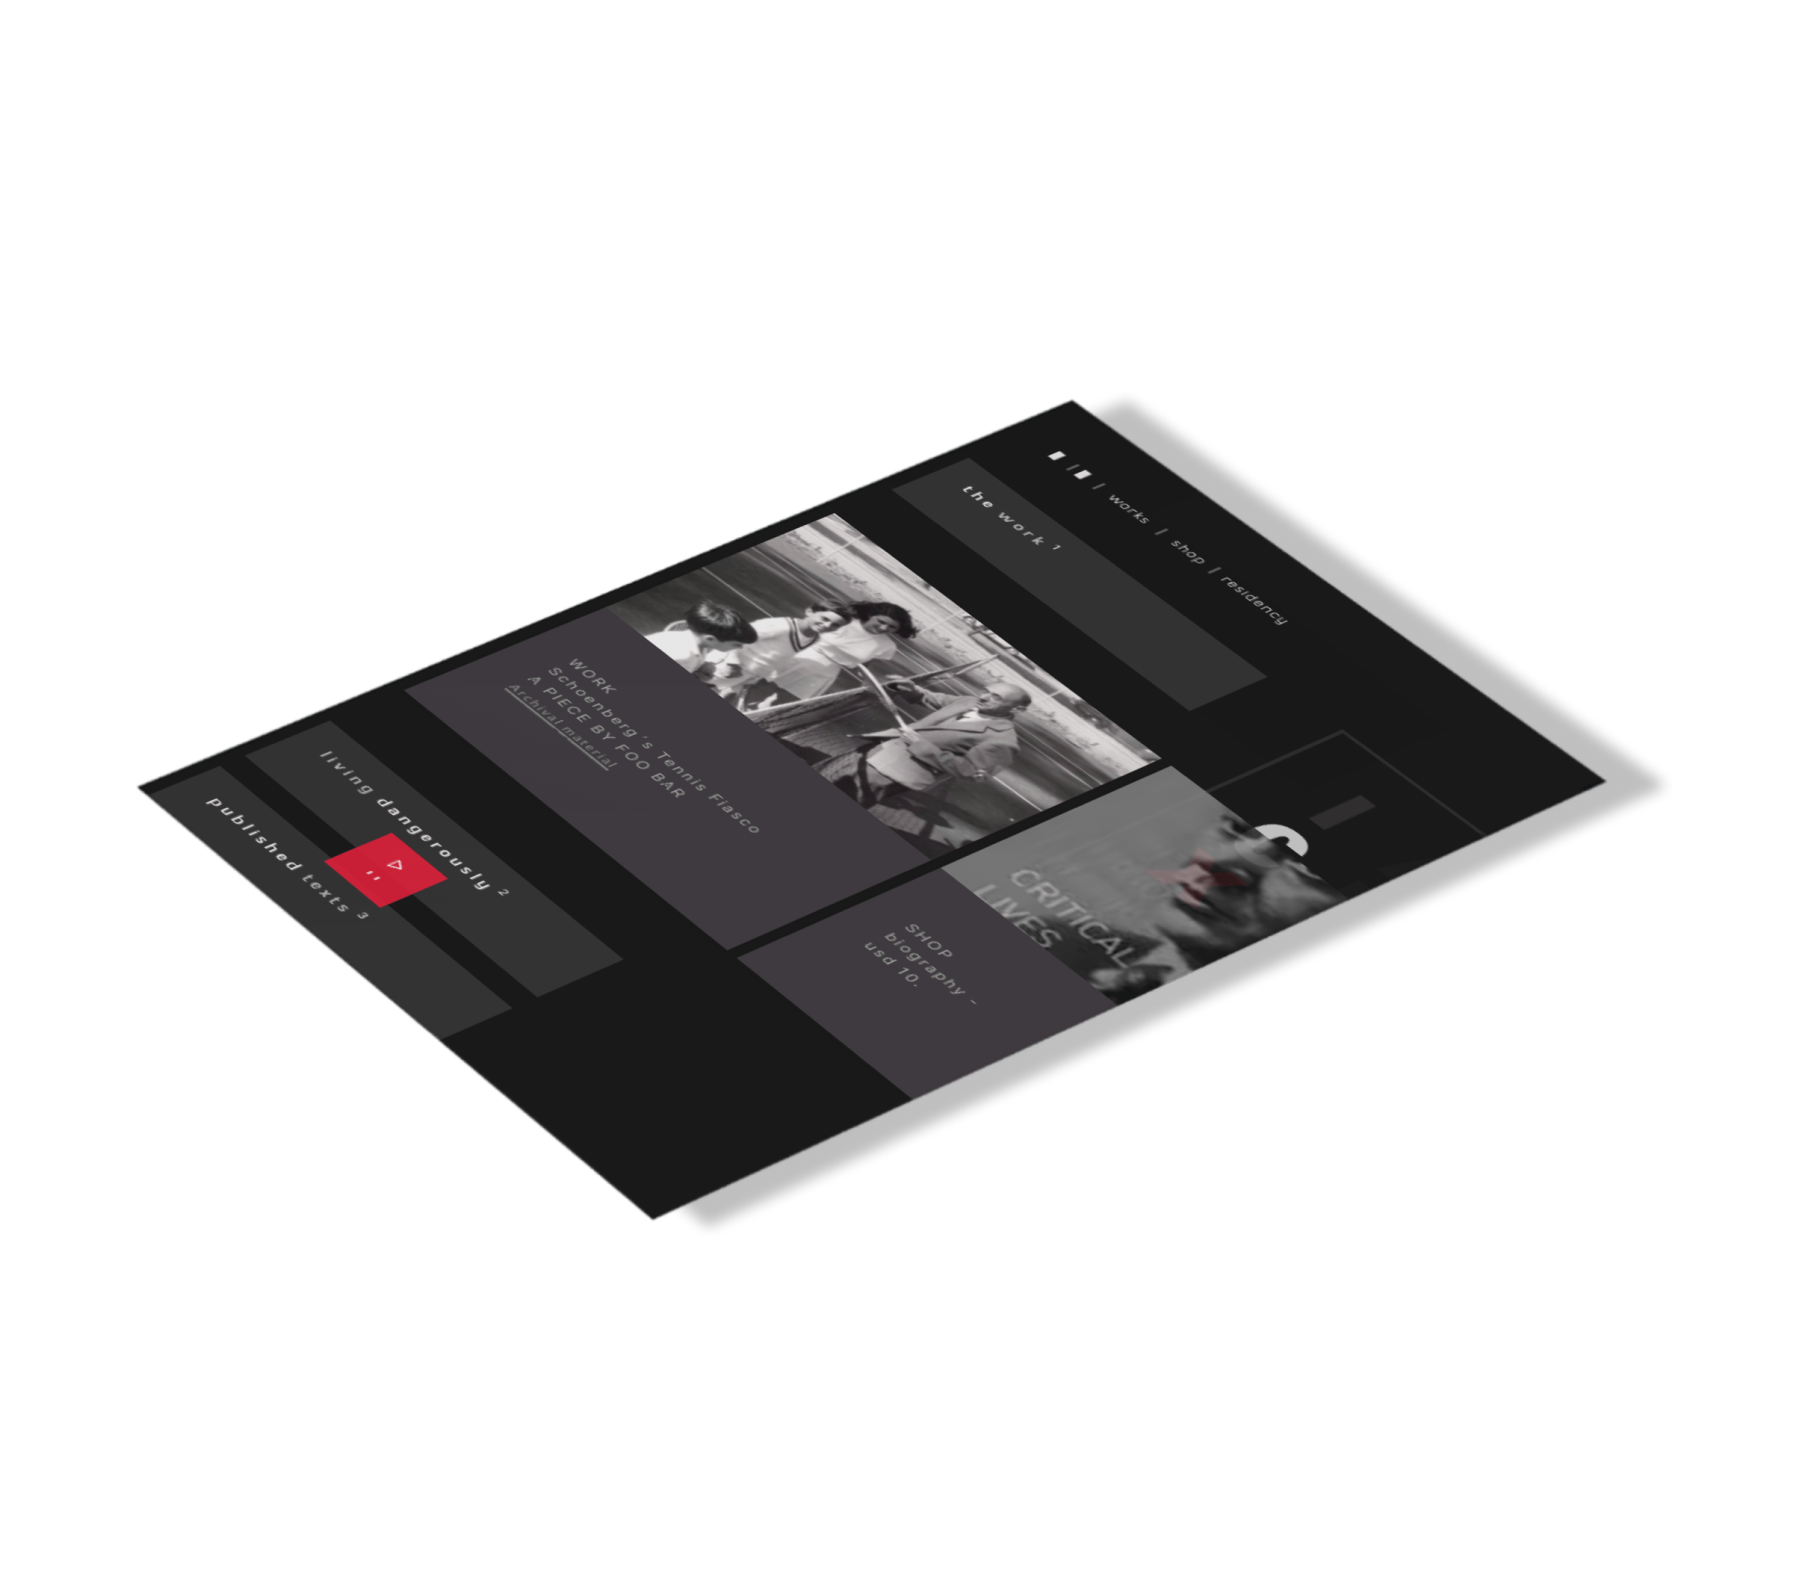 | | works | shop | residency
the work ¹
WORK
Schoenberg´s Tennis Fiasco
A PIECE BY FOO BAR
Archival material
CRITICAL
LIVES
SHOP
biography -
usd 10.
living dangerously ²
published texts ³